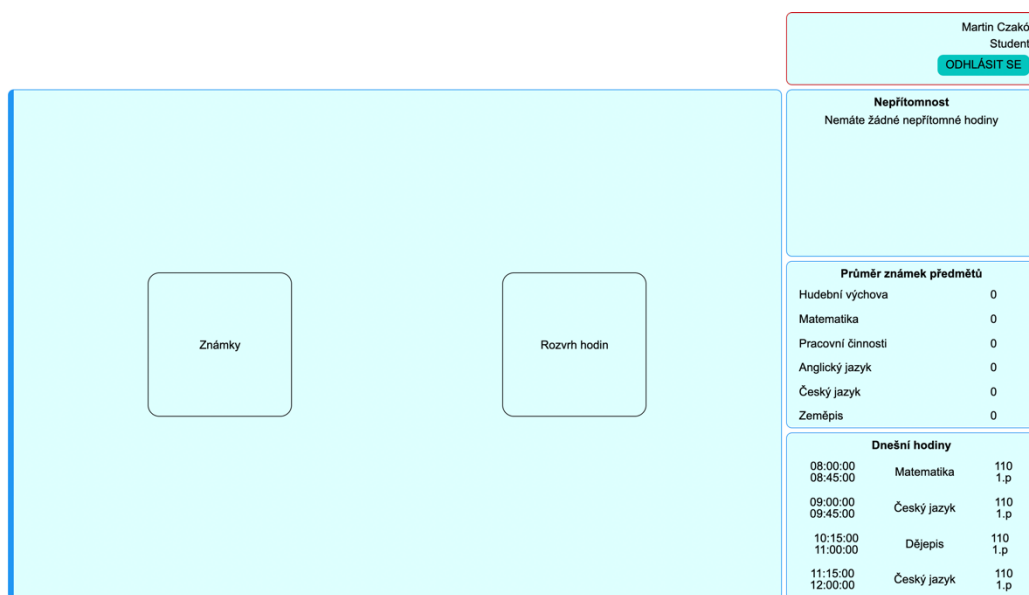 Martin Czakó
Student
ODHLÁSIT SE
Nepřítomnost
Nemáte žádné nepřítomné hodiny
Známky
Rozvrh hodin
Průměr známek předmětů
Hudební výchova 0
Matematika 0
Pracovní činnosti 0
Anglický jazyk 0
Český jazyk 0
Zeměpis 0
Dnešní hodiny
08:00:00 Matematika 110
08:45:00 1.p
09:00:00 Český jazyk 110
09:45:00 1.p
10:15:00 Dějepis 110
11:00:00 1.p
11:15:00 Český jazyk 110
12:00:00 1.p